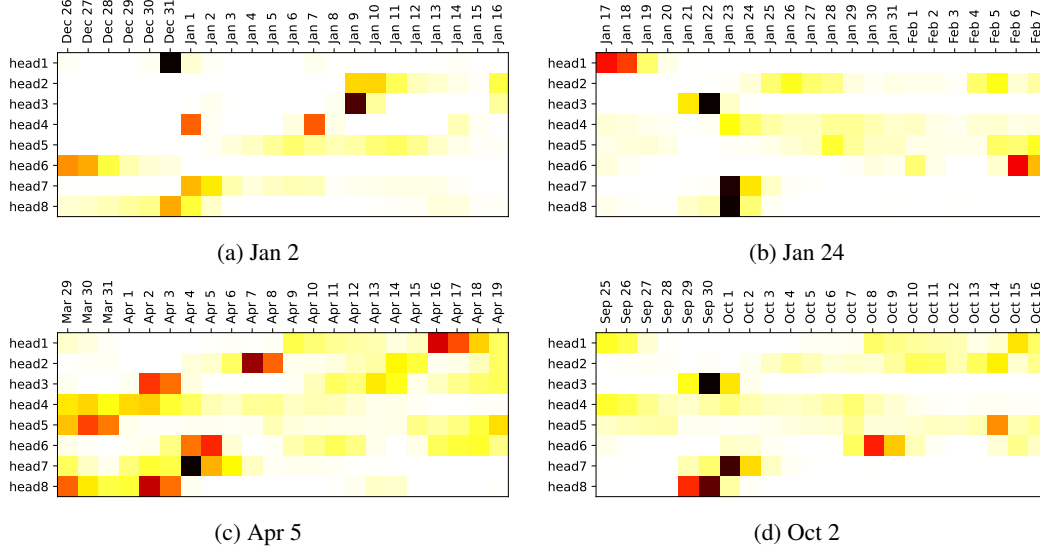 Dec 26 Dec 27 Dec 28 Dec 29 Dec 30 Dec 31 Jan 1 Jan 2 Jan 3 Jan 4 Jan 5 Jan 6 Jan 7 Jan 8 Jan 9 Jan 10 Jan 11 Jan 12 Jan 13 Jan 14 Jan 15 Jan 16
head1
head2
head3
head4
head5
head6
head7
head8
(a) Jan 2
Jan 17 Jan 18 Jan 19 Jan 20 Jan 21 Jan 22 Jan 23 Jan 24 Jan 25 Jan 26 Jan 27 Jan 28 Jan 29 Jan 30 Jan 31 Feb 1 Feb 2 Feb 3 Feb 4 Feb 5 Feb 6 Feb 7
head1
head2
head3
head4
head5
head6
head7
head8
(b) Jan 24
Mar 29 Mar 30 Mar 31 Apr 1 Apr 2 Apr 3 Apr 4 Apr 5 Apr 6 Apr 7 Apr 8 Apr 9 Apr 10 Apr 11 Apr 12 Apr 13 Apr 14 Apr 15 Apr 16 Apr 17 Apr 18 Apr 19
head1
head2
head3
head4
head5
head6
head7
head8
(c) Apr 5
Sep 25 Sep 26 Sep 27 Sep 28 Sep 29 Sep 30 Oct 1 Oct 2 Oct 3 Oct 4 Oct 5 Oct 6 Oct 7 Oct 8 Oct 9 Oct 10 Oct 11 Oct 12 Oct 13 Oct 14 Oct 15 Oct 16
head1
head2
head3
head4
head5
head6
head7
head8
(d) Oct 2